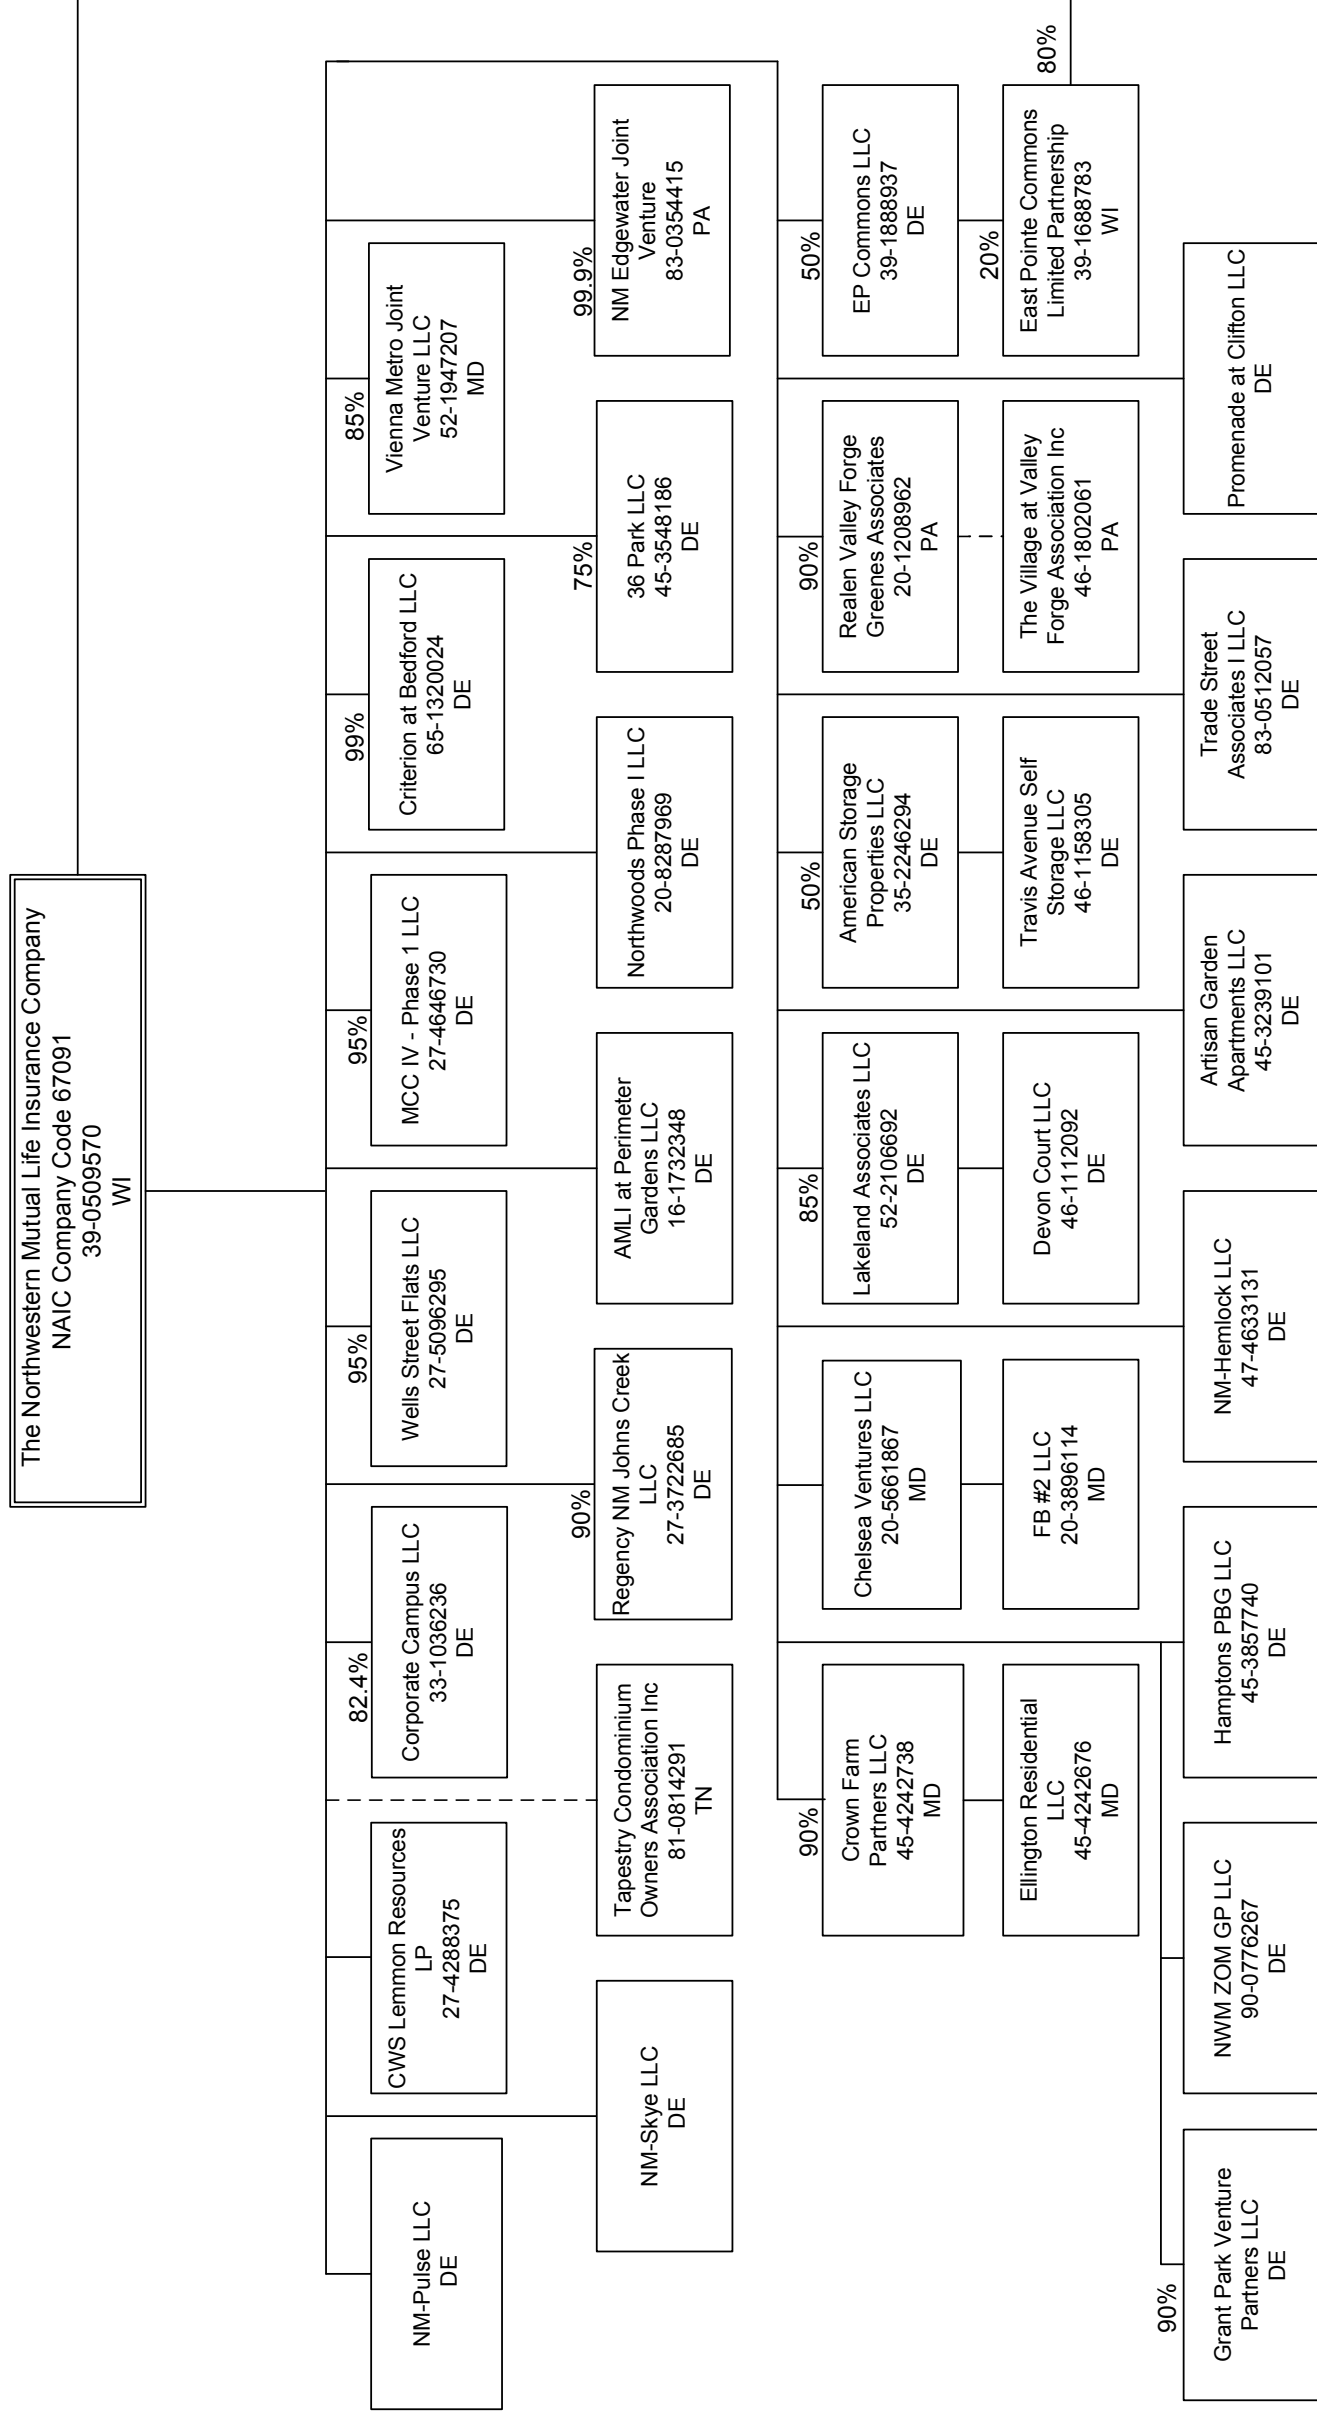 The Northwestern Mutual Life Insurance Company
NAIC Company Code 67091
39-0509570
WI
NM-Pulse LLC
DE
CWS Lemmon Resources
LP
27-4288375
DE
82.4%
Corporate Campus LLC
33-1036236
DE
95%
Wells Street Flats LLC
27-5096295
DE
95%
MCC IV - Phase 1 LLC
27-4646730
DE
99%
Criterion at Bedford LLC
65-1320024
DE
85%
Vienna Metro Joint
Venture LLC
52-1947207
MD
NM-Skye LLC
DE
Tapestry Condominium
Owners Association Inc
81-0814291
TN
90%
Regency NM Johns Creek
LLC
27-3722685
DE
AMLI at Perimeter
Gardens LLC
16-1732348
DE
Northwoods Phase I LLC
20-8287969
DE
75%
36 Park LLC
45-3548186
DE
99.9%
NM Edgewater Joint
Venture
83-0354415
PA
90%
Crown Farm
Partners LLC
45-4242738
MD
Chelsea Ventures LLC
20-5661867
MD
85%
Lakeland Associates LLC
52-2106692
DE
50%
American Storage
Properties LLC
35-2246294
DE
90%
Realen Valley Forge
Greenes Associates
20-1208962
PA
50%
EP Commons LLC
39-1888937
DE
Ellington Residential
LLC
45-4242676
MD
FB #2 LLC
20-3896114
MD
Devon Court LLC
46-1112092
DE
Travis Avenue Self
Storage LLC
46-1158305
DE
The Village at Valley
Forge Association Inc
46-1802061
PA
20%
East Pointe Commons
Limited Partnership
39-1688783
WI
80%
90%
Grant Park Venture
Partners LLC
DE
NWM ZOM GP LLC
90-0776267
DE
Hamptons PBG LLC
45-3857740
DE
NM-Hemlock LLC
47-4633131
DE
Artisan Garden
Apartments LLC
45-3239101
DE
Trade Street
Associates I LLC
83-0512057
DE
Promenade at Clifton LLC
DE